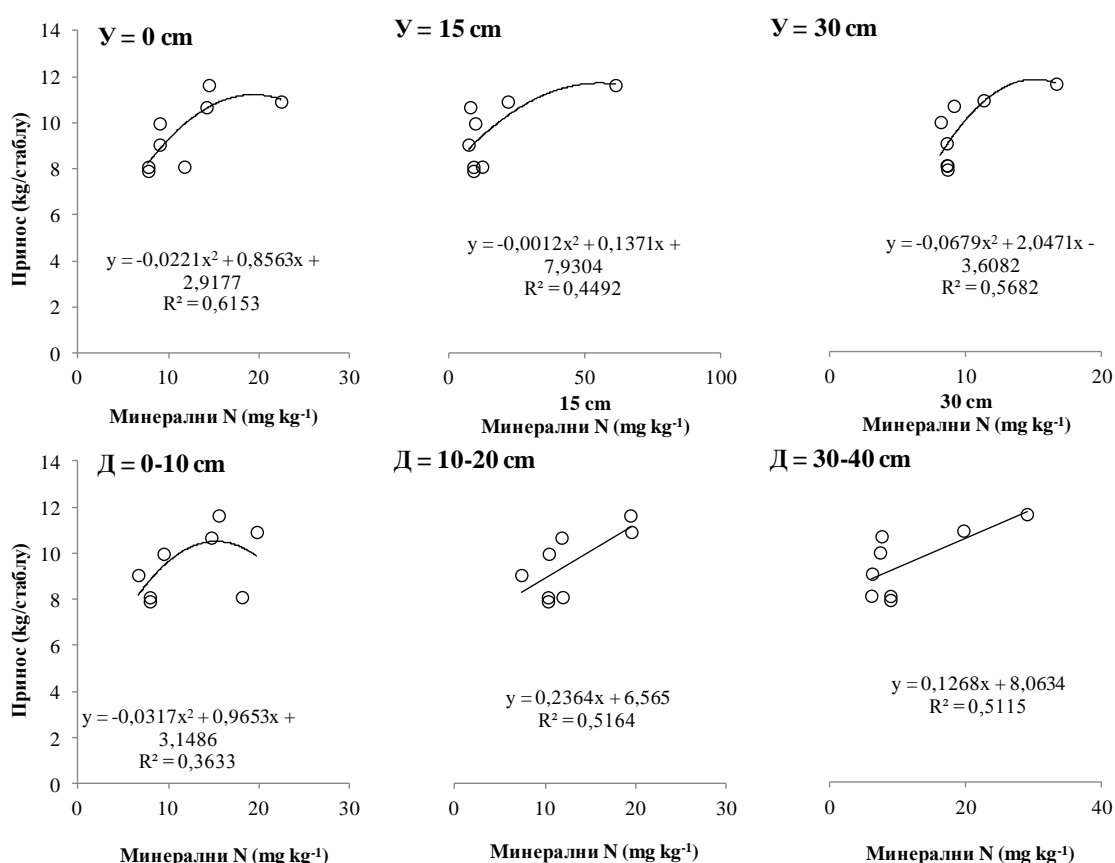 У = 0 cm
Принос (kg/стаблу)
14
12
10
8
6
4
2
0
y = -0,0221x² + 0,8563x +
2,9177
R² = 0,6153
0 10 20 30
Минерални N (mg kg⁻¹)
У = 15 cm
y = -0,0012x² + 0,1371x +
7,9304
R² = 0,4492
0 50 100
15 cm
Минерални N (mg kg⁻¹)
У = 30 cm
y = -0,0679x² + 2,0471x -
3,6082
R² = 0,5682
0 10 20
30 cm
Минерални N (mg kg⁻¹)
Д = 0-10 cm
Принос (kg/стаблу)
14
12
10
8
6
4
2
0
y = -0,0317x² + 0,9653x +
3,1486
R² = 0,3633
0 10 20 30
Минерални N (mg kg⁻¹)
Д = 10-20 cm
y = 0,2364x + 6,565
R² = 0,5164
0 10 20 30
Минерални N (mg kg⁻¹)
Д = 30-40 cm
y = 0,1268x + 8,0634
R² = 0,5115
0 20 40
Минерални N (mg kg⁻¹)